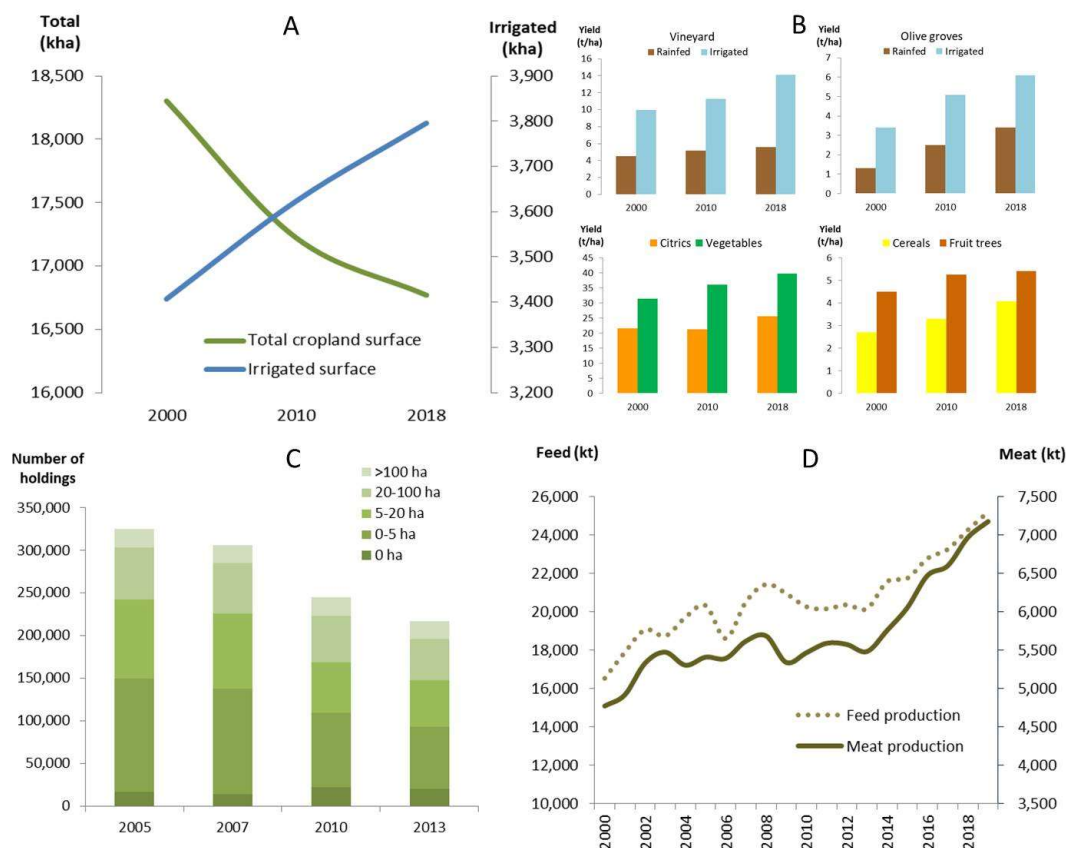 A
Total
(kha)
Irrigated
(kha)
18,500
18,000
17,500
17,000
16,500
16,000
3,900
3,800
3,700
3,600
3,500
3,400
3,300
3,200
Total cropland surface
Irrigated surface
2000 2010 2018
B
Yield
(t/ha)
Vineyard
Rainfed Irrigated
16
14
12
10
8
6
4
2
0
2000 2010 2018
Yield
(t/ha)
Olive groves
Rainfed Irrigated
7
6
5
4
3
2
1
0
2000 2010 2018
Yield
(t/ha)
Citrics Vegetables
45
40
35
30
25
20
15
10
5
0
2000 2010 2018
Yield
(t/ha)
Cereals Fruit trees
6
5
4
3
2
1
0
2000 2010 2018
C
Number of
holdings
>100 ha
20-100 ha
5-20 ha
0-5 ha
0 ha
350,000
300,000
250,000
200,000
150,000
100,000
50,000
0
2005 2007 2010 2013
D
Feed (kt)
Meat (kt)
26,000
24,000
22,000
20,000
18,000
16,000
14,000
12,000
10,000
7,500
7,000
6,500
6,000
5,500
5,000
4,500
4,000
3,500
Feed production
Meat production
2000 2002 2004 2006 2008 2010 2012 2014 2016 2018